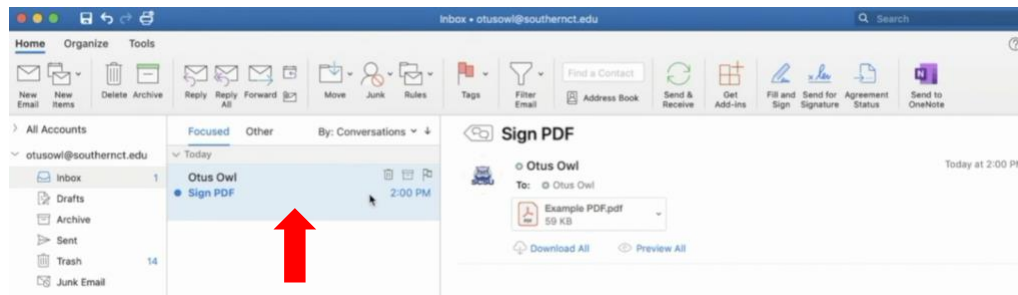 Inbox • otusowl@southernct.edu
Search
Home Organize Tools
New Email
New Items
Delete
Archive
Reply
Reply All
Forward
Move
Junk
Rules
Tags
Filter Email
Find a Contact
Address Book
Send & Receive
Get Add-ins
Fill and Sign
Send for Signature
Agreement Status
Send to OneNote
All Accounts
otusowl@southernct.edu
Inbox 1
Drafts
Archive
Sent
Trash 14
Junk Email
Focused Other By: Conversations
Today
Otus Owl
Sign PDF 2:00 PM
Sign PDF
Otus Owl
Today at 2:00 PM
To: Otus Owl
Example PDF.pdf
59 KB
Download All Preview All